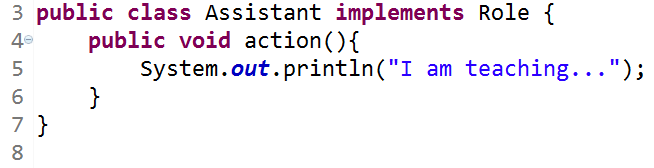 3 public class Assistant implements Role {
4     public void action(){
5         System.out.println("I am teaching...");
6     }
7 }
8